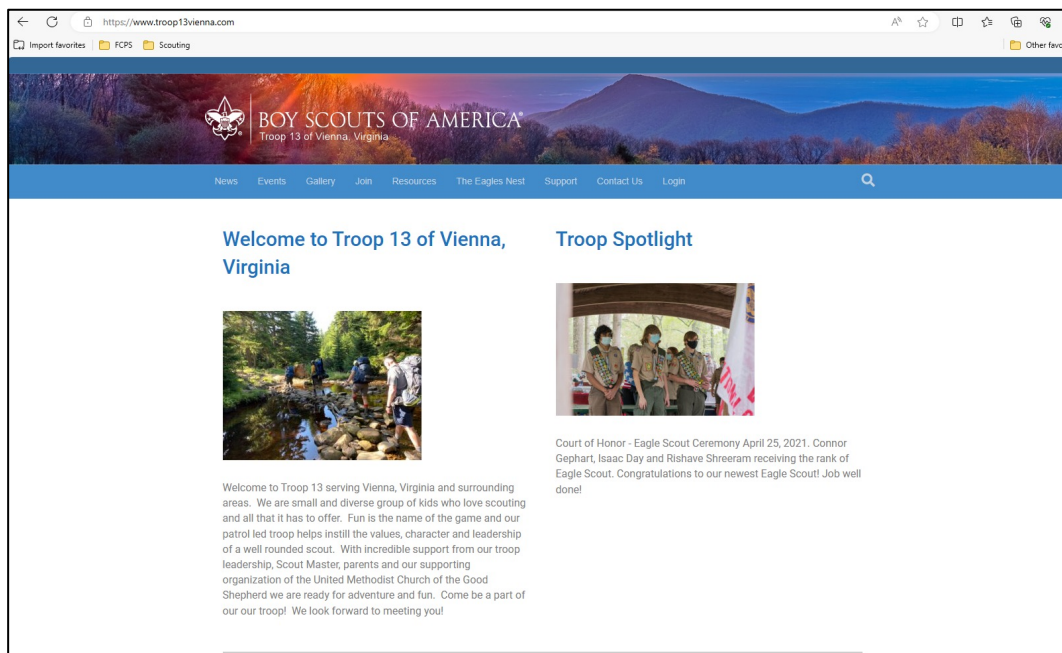 https://www.troop13vienna.com
Import favorites
FCPS
Scouting
Other favo
BOY SCOUTS OF AMERICA®
Troop 13 of Vienna, Virginia
News Events Gallery Join Resources The Eagles Nest Support Contact Us Login
Welcome to Troop 13 of Vienna,
Virginia
Welcome to Troop 13 serving Vienna, Virginia and surrounding
areas. We are small and diverse group of kids who love scouting
and all that it has to offer. Fun is the name of the game and our
patrol led troop helps instill the values, character and leadership
of a well rounded scout. With incredible support from our troop
leadership, Scout Master, parents and our supporting
organization of the United Methodist Church of the Good
Shepherd we are ready for adventure and fun. Come be a part of
our our troop! We look forward to meeting you!
Troop Spotlight
Court of Honor - Eagle Scout Ceremony April 25, 2021. Connor
Gephart, Isaac Day and Rishave Shreeram receiving the rank of
Eagle Scout. Congratulations to our newest Eagle Scout! Job well
done!